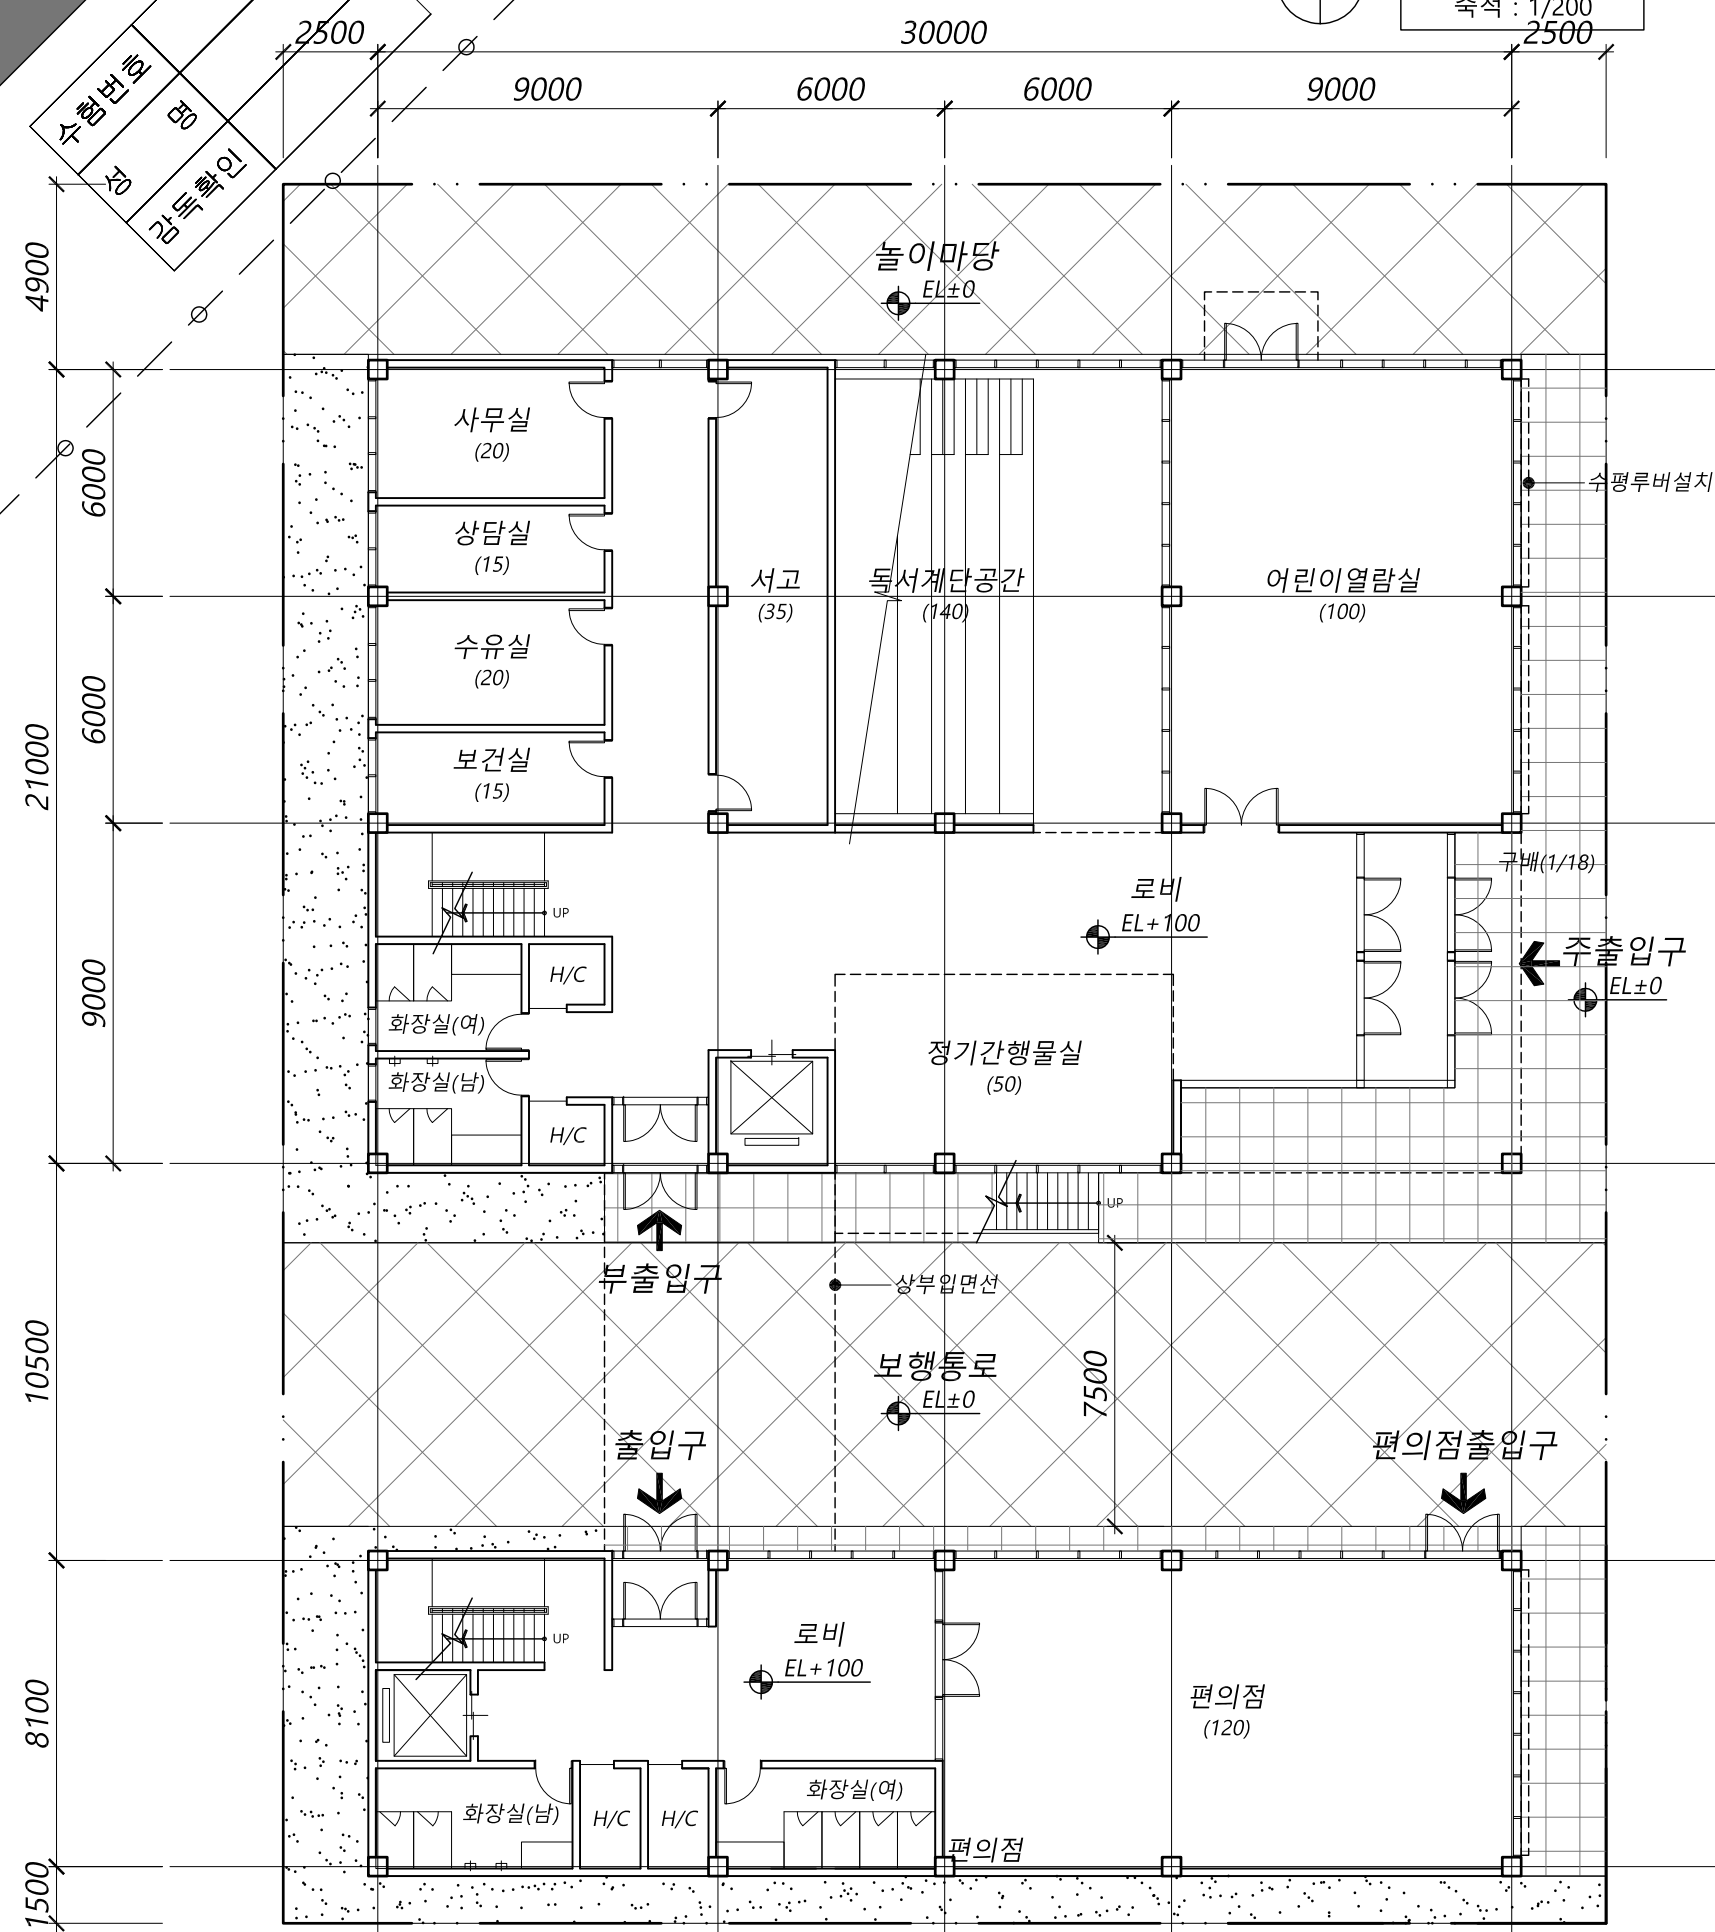 축척 : 1/200
수험번호
성 명
감독확인
2500
30000
2500
9000
6000
6000
9000
4900
21000
10500
8100
1500
6000
6000
9000
놀이마당
EL±0
사무실
(20)
상담실
(15)
수유실
(20)
보건실
(15)
서고
(35)
독서계단공간
(140)
어린이열람실
(100)
수평루버설치
구배(1/18)
로비
EL+100
주출입구
EL±0
UP
H/C
화장실(여)
화장실(남)
H/C
정기간행물실
(50)
UP
부출입구
상부입면선
보행통로
EL±0
7500
출입구
편의점출입구
UP
로비
EL+100
편의점
(120)
화장실(남)
H/C
H/C
화장실(여)
편의점